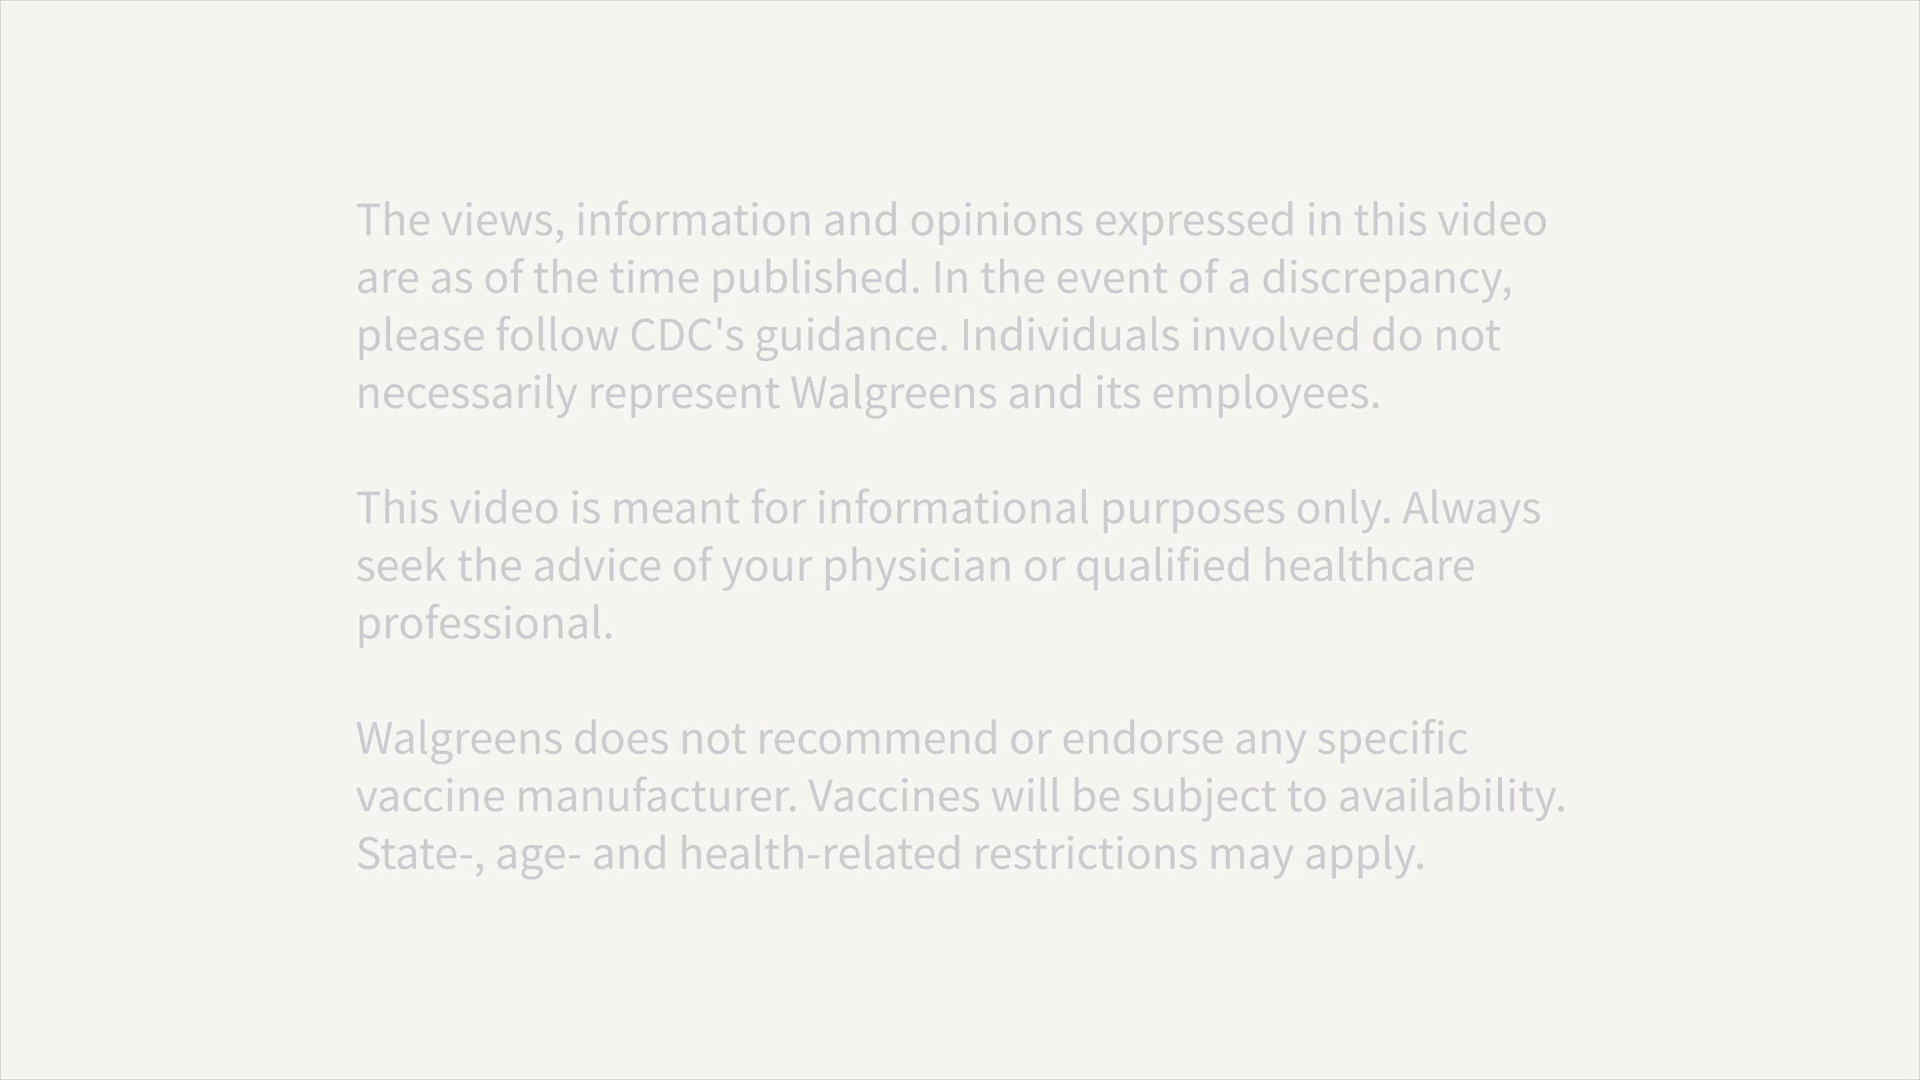 The views, information and opinions expressed in this video
are as of the time published. In the event of a discrepancy,
please follow CDC's guidance. Individuals involved do not
necessarily represent Walgreens and its employees.
This video is meant for informational purposes only. Always
seek the advice of your physician or qualified healthcare
professional.
Walgreens does not recommend or endorse any specific
vaccine manufacturer. Vaccines will be subject to availability.
State-, age- and health-related restrictions may apply.